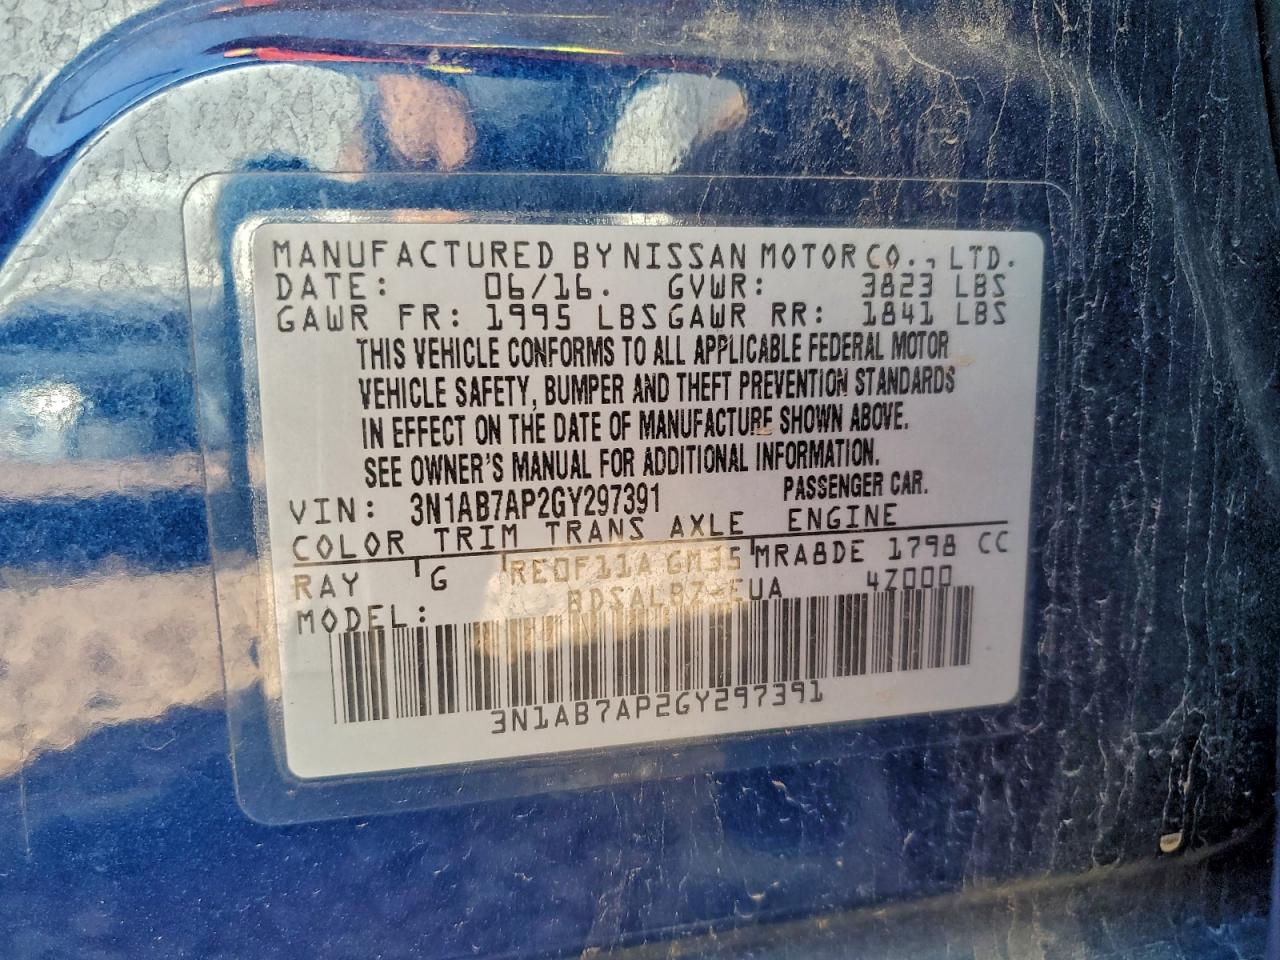 MANUFACTURED BY NISSAN MOTOR CO., LTD.
DATE: 06/16. GVWR: 3823 LBS
GAWR FR: 1995 LBS GAWR RR: 1841 LBS
THIS VEHICLE CONFORMS TO ALL APPLICABLE FEDERAL MOTOR
VEHICLE SAFETY, BUMPER AND THEFT PREVENTION STANDARDS
IN EFFECT ON THE DATE OF MANUFACTURE SHOWN ABOVE.
SEE OWNER'S MANUAL FOR ADDITIONAL INFORMATION.
VIN: 3N1AB7AP2GY297391 PASSENGER CAR.
COLOR TRIM TRANS AXLE ENGINE
RAY G RE0F11A GM35 MRA8DE 1798 CC
MODEL: BDSALRZ-EUA 4Z000
3N1AB7AP2GY297391